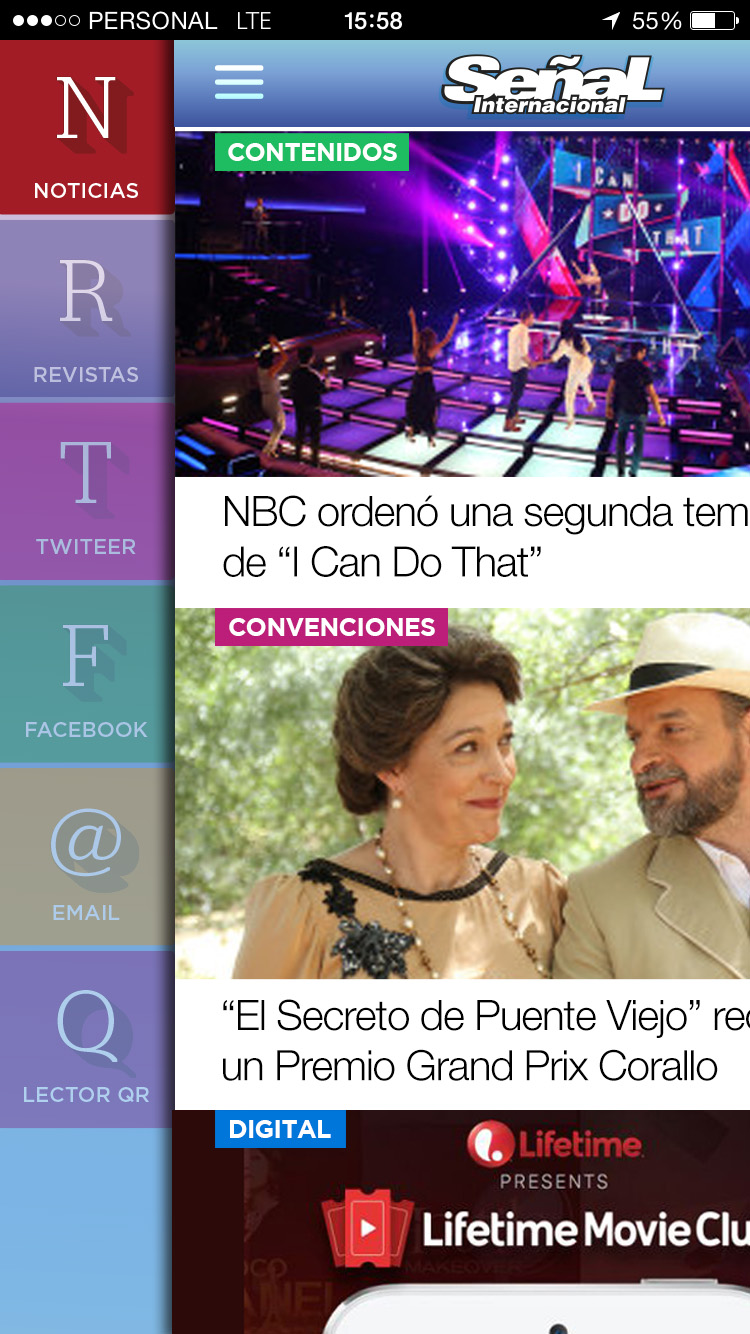 PERSONAL LTE 15:58 55%
N
NOTICIAS
R
REVISTAS
T
TWITEER
F
FACEBOOK
@
EMAIL
Q
LECTOR QR
Señal
Internacional
CONTENIDOS
I CAN
DO
THAT
NBC ordenó una segunda tem
de “I Can Do That”
CONVENCIONES
“El Secreto de Puente Viejo” rec
un Premio Grand Prix Corallo
DIGITAL
Lifetime
PRESENTS
Lifetime Movie Clu
MAKEOVER